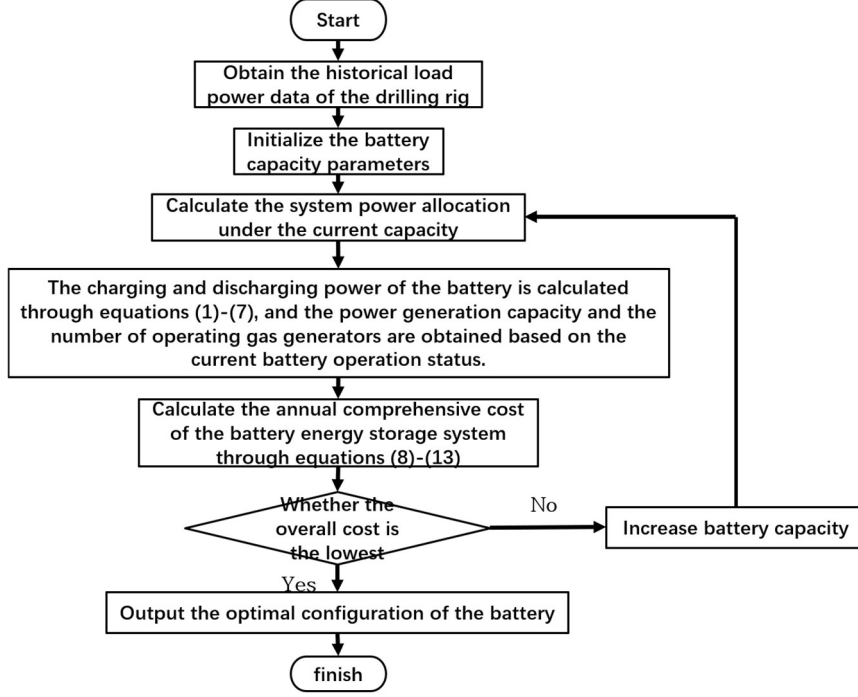 Start
Obtain the historical load
power data of the drilling rig
Initialize the battery
capacity parameters
Calculate the system power allocation
under the current capacity
The charging and discharging power of the battery is calculated
through equations (1)-(7), and the power generation capacity and the
number of operating gas generators are obtained based on the
current battery operation status.
Calculate the annual comprehensive cost
of the battery energy storage system
through equations (8)-(13)
Whether the
overall cost is
the lowest
No
Increase battery capacity
Yes
Output the optimal configuration of the battery
finish